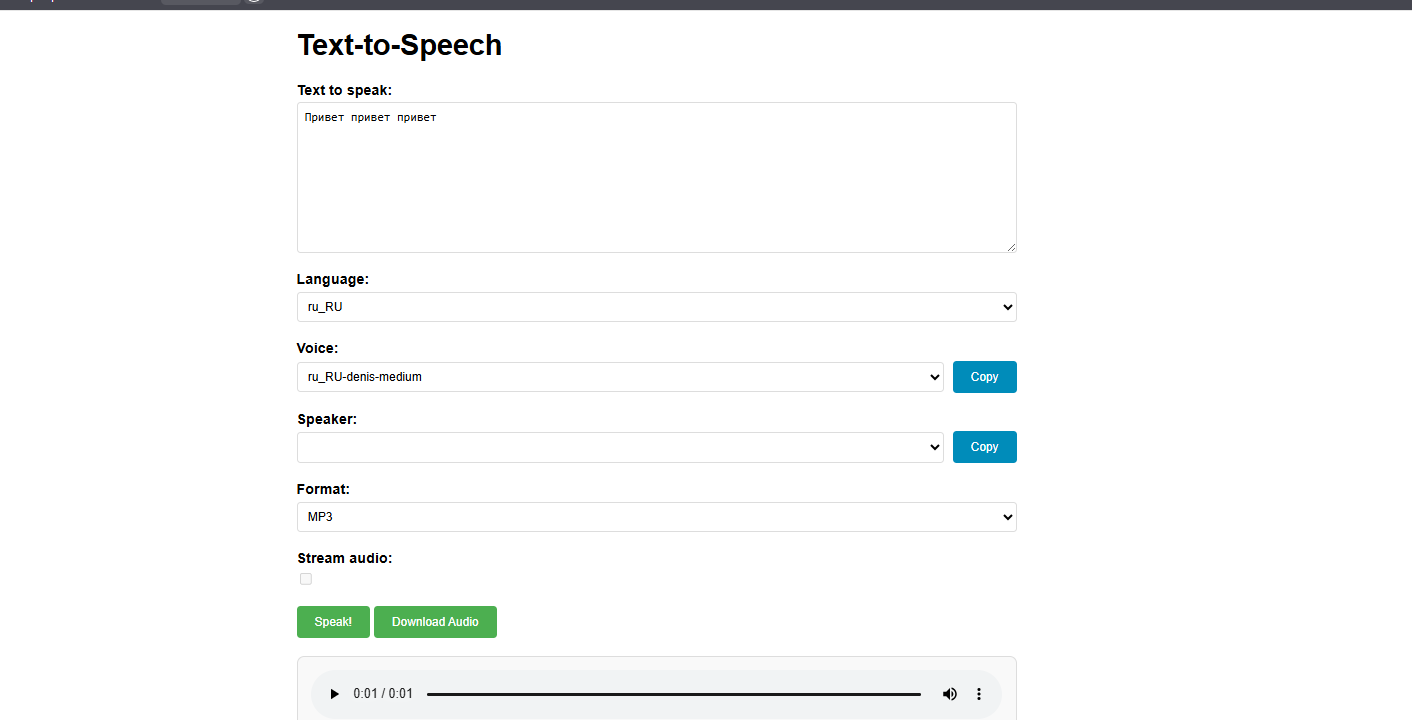 Text-to-Speech
Text to speak:
Привет привет привет
Language:
ru_RU
Voice:
ru_RU-denis-medium
Copy
Speaker:
Copy
Format:
MP3
Stream audio:
Speak! Download Audio
0:01 / 0:01